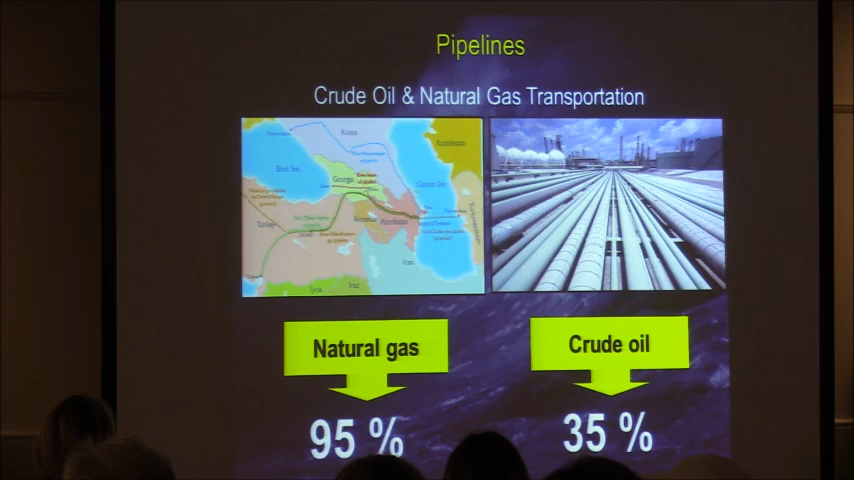 Pipelines
Crude Oil & Natural Gas Transportation
Russia
Black Sea
Georgia
Caspian Sea
Turkey
Armenia
Azerbaijan
Turkmenistan
Iran
Syria
Iraq
Natural gas
Crude oil
95 %
35 %